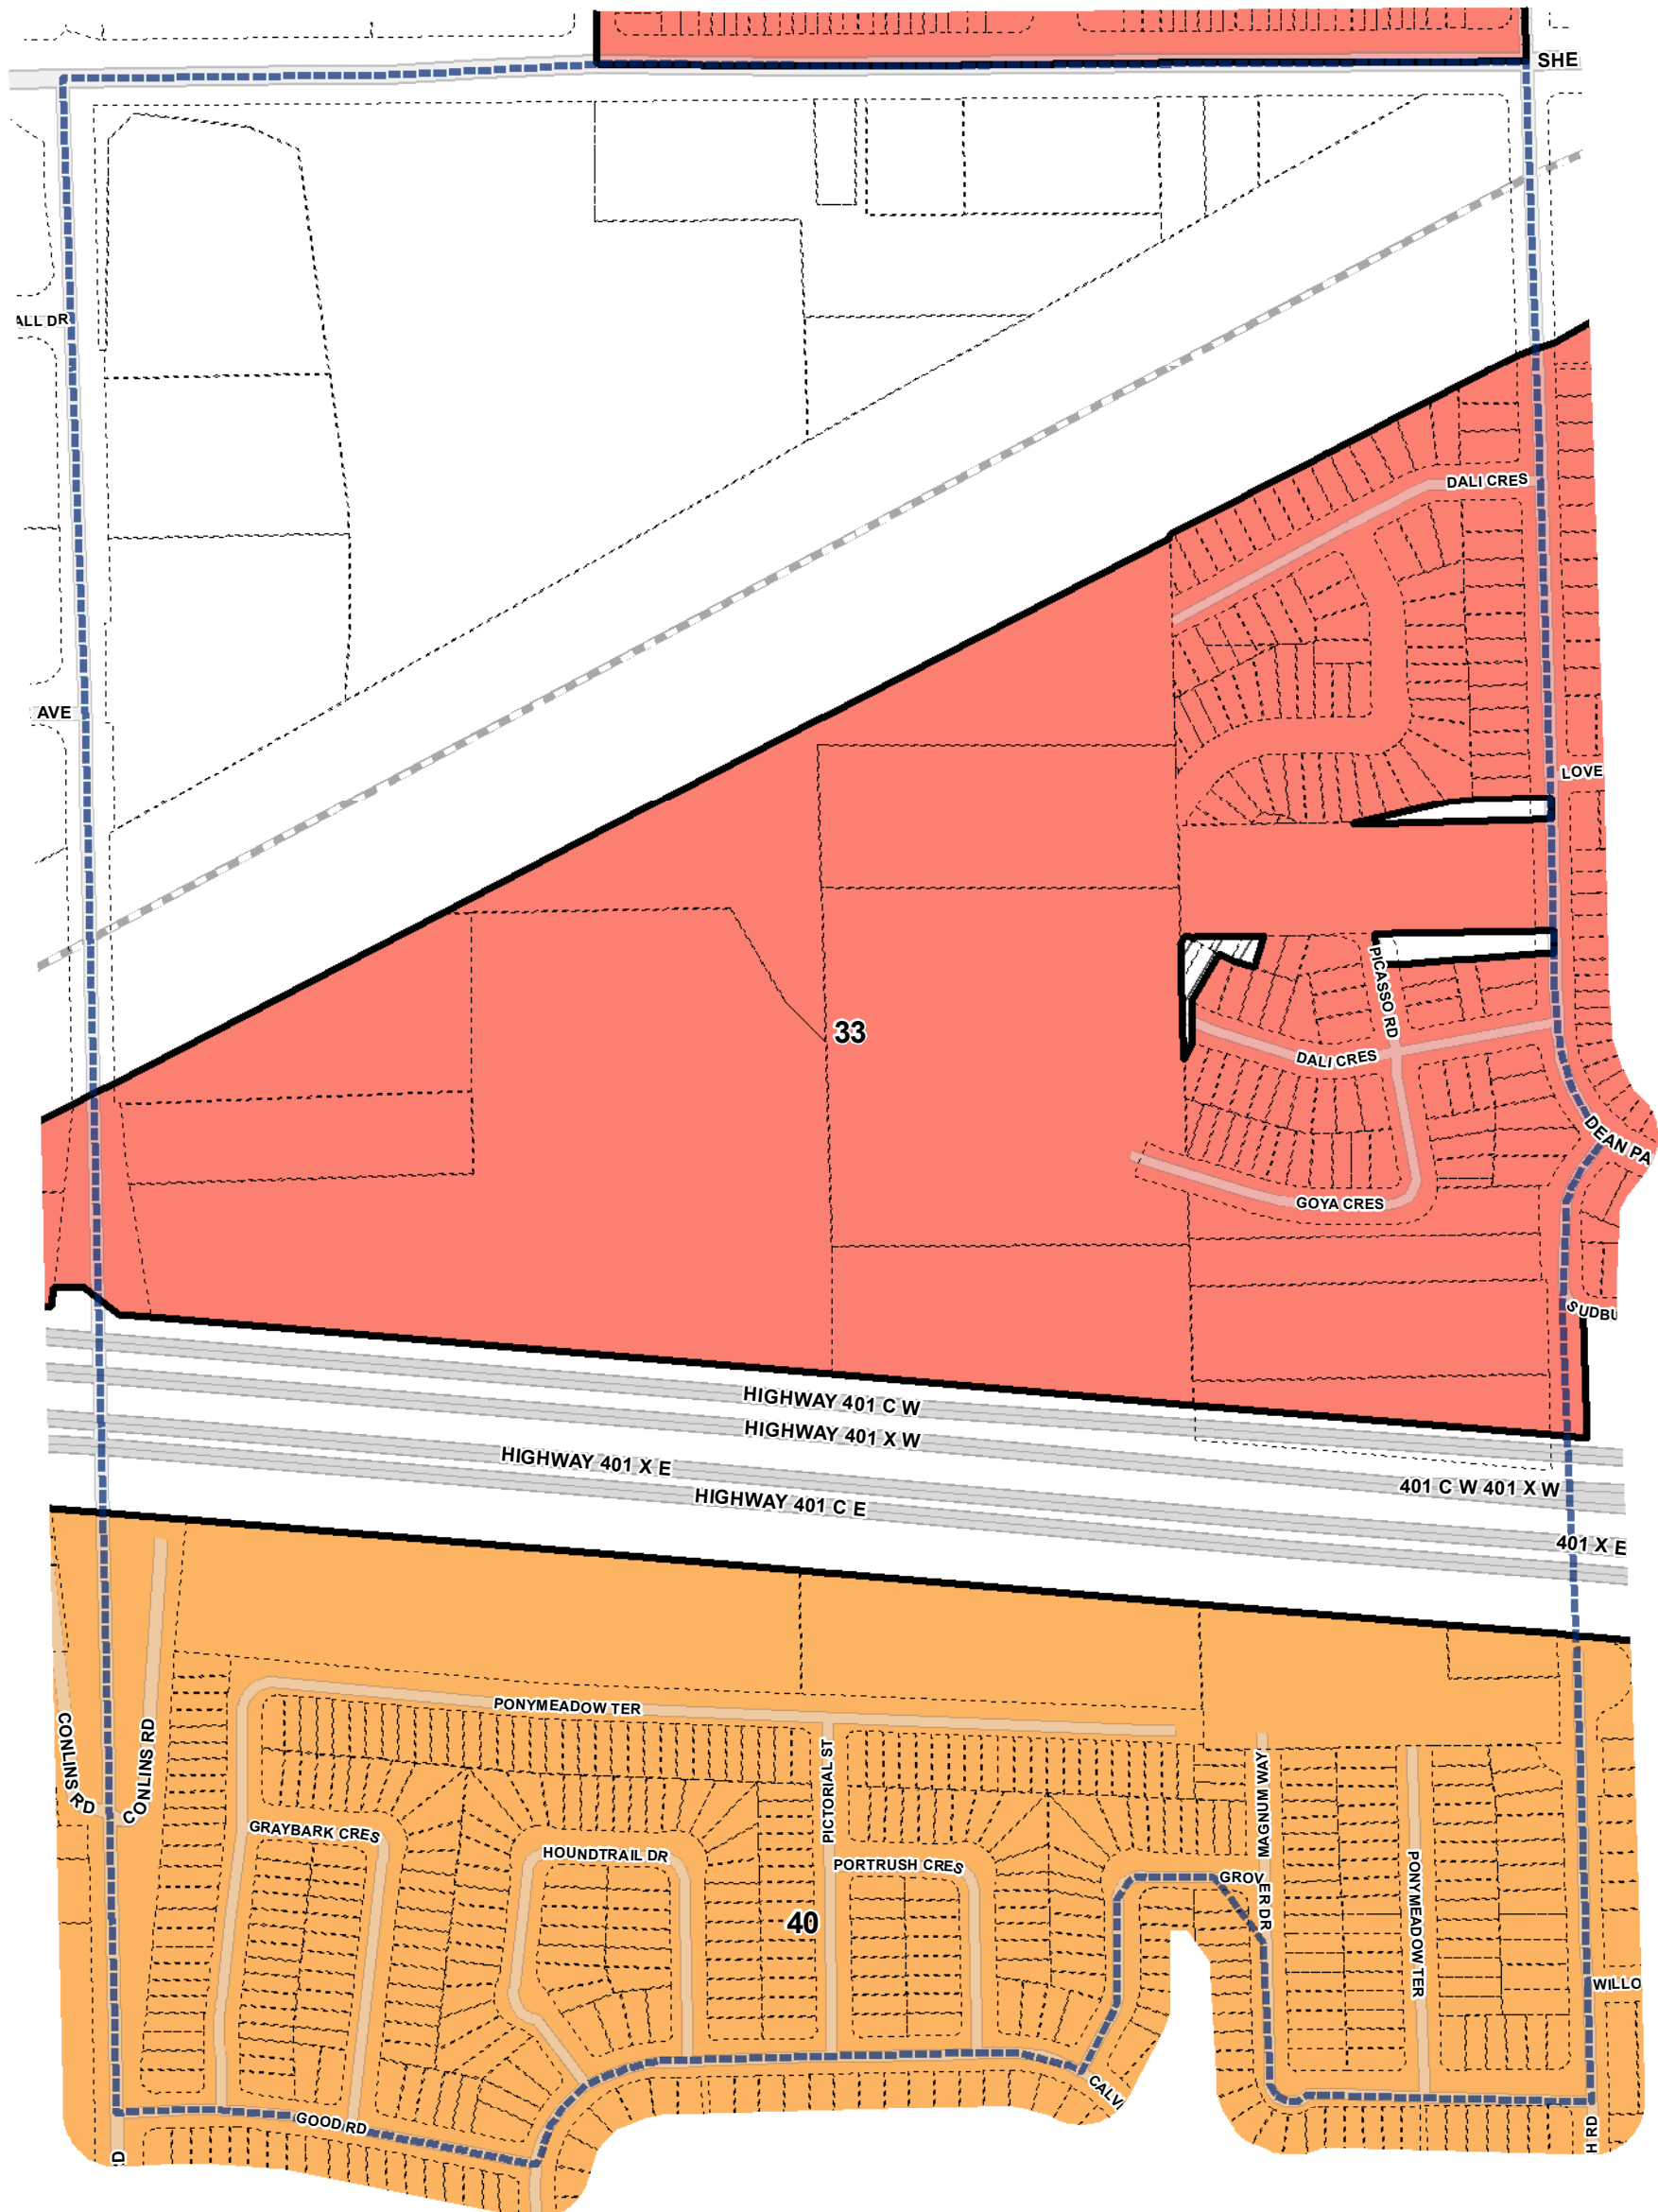 SHE
ALL DR
DALI CRES
AVE
LOVE
PICASSO RD
33
DALI CRES
DEAN PA
GOYA CRES
SUDBU
HIGHWAY 401 C W
HIGHWAY 401 X W
HIGHWAY 401 X E
401 C W 401 X W
HIGHWAY 401 C E
401 X E
PONYMEADOW TER
CONLINS RD
CONLINS RD
PICTORIAL ST
MAGNUM WAY
GRAYBARK CRES
HOUNDTRAIL DR
PORTRUSH CRES
GROVER DR
PONYMEADOW TER
40
WILLO
CALV
GOOD RD
H RD
D